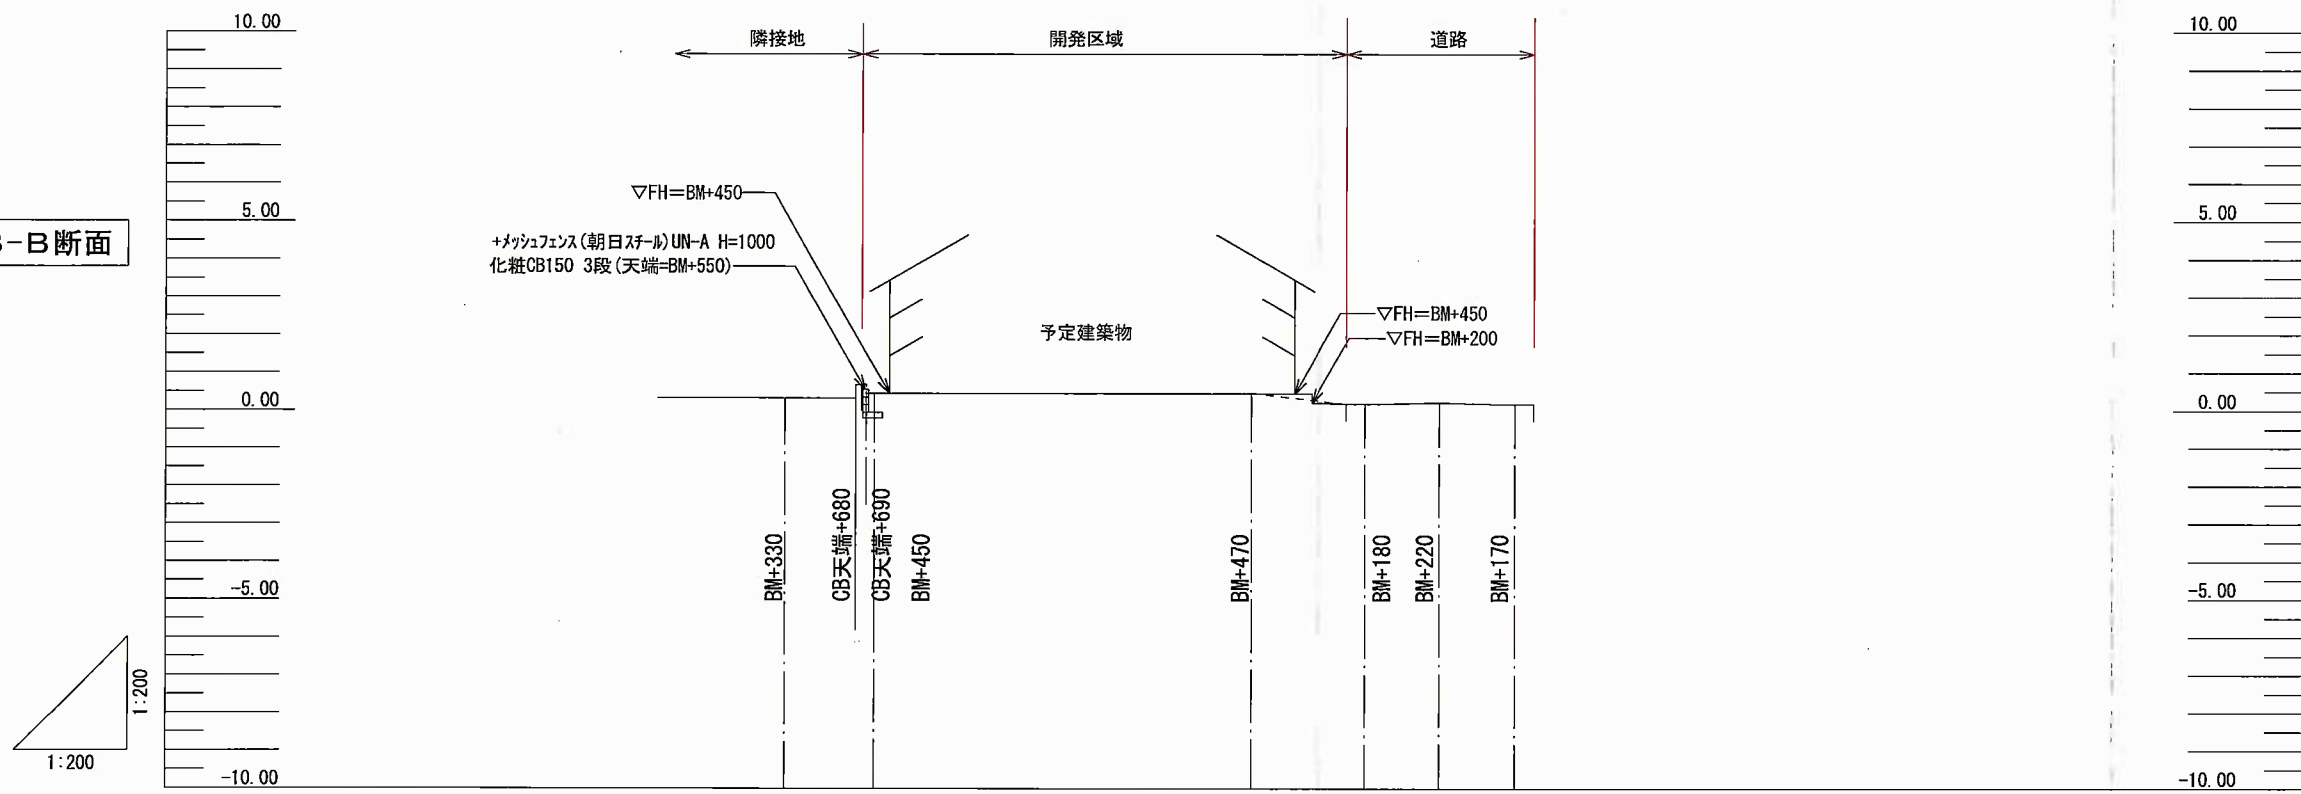 10.00
隣接地
開発区域
道路
10.00
▽FH=BM+450
5.00
5.00
-B断面
+メッシュフェンス(朝日スチール)UN-A H=1000
化粧CB150 3段(天端=BM+550)
▽FH=BM+450
予定建築物
▽FH=BM+200
0.00
0.00
BM+330
CB天端+680
CB天端+690
BM+450
BM+470
BM+180
BM+220
BM+170
-5.00
-5.00
1:200
1:200
-10.00
-10.00